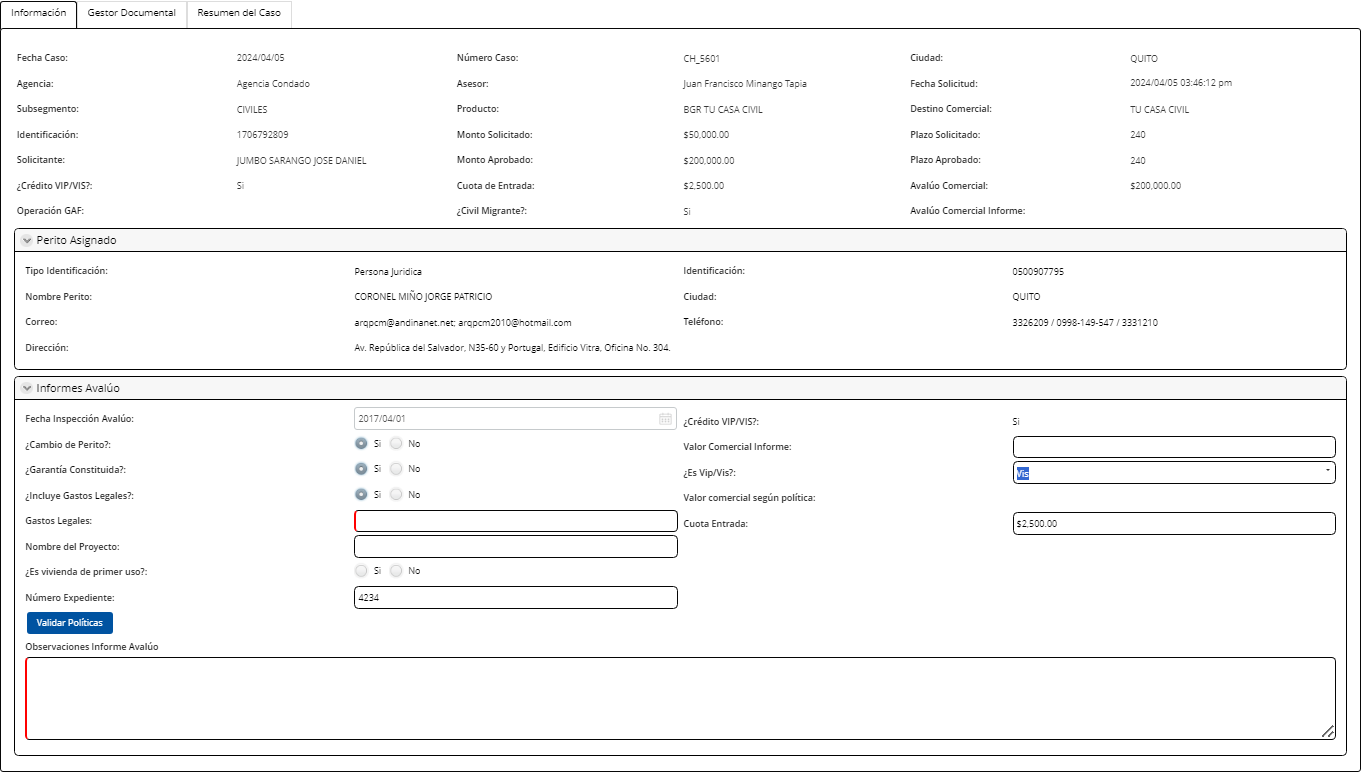 Información Gestor Documental Resumen del Caso
Fecha Caso: 2024/04/05 Número Caso: CH_5601 Ciudad: QUITO
Agencia: Agencia Condado Asesor: Juan Francisco Minango Tapia Fecha Solicitud: 2024/04/05 03:46:12 pm
Subsegmento: CIVILES Producto: BGR TU CASA CIVIL Destino Comercial: TU CASA CIVIL
Identificación: 1706792809 Monto Solicitado: $50,000.00 Plazo Solicitado: 240
Solicitante: JUMBO SARANGO JOSE DANIEL Monto Aprobado: $200,000.00 Plazo Aprobado: 240
¿Crédito VIP/VIS?: Si Cuota de Entrada: $2,500.00 Avalúo Comercial: $200,000.00
Operación GAF: ¿Civil Migrante?: Si Avalúo Comercial Informe:
Perito Asignado
Tipo Identificación: Persona Juridica Identificación: 0500907795
Nombre Perito: CORONEL MIÑO JORGE PATRICIO Ciudad: QUITO
Correo: arqpcm@andinanet.net; arqpcm2010@hotmail.com Teléfono: 3326209 / 0998-149-547 / 3331210
Dirección: Av. República del Salvador, N35-60 y Portugal, Edificio Vitra, Oficina No. 304.
Informes Avalúo
Fecha Inspección Avalúo: 2017/04/01 ¿Crédito VIP/VIS?: Si
¿Cambio de Perito?: Si No Valor Comercial Informe:
¿Garantía Constituida?: Si No ¿Es Vip/Vis?: Vis
¿Incluye Gastos Legales?: Si No Valor comercial según política:
Gastos Legales: Cuota Entrada: $2,500.00
Nombre del Proyecto:
¿Es vivienda de primer uso?: Si No
Número Expediente: 4234
Validar Políticas
Observaciones Informe Avalúo